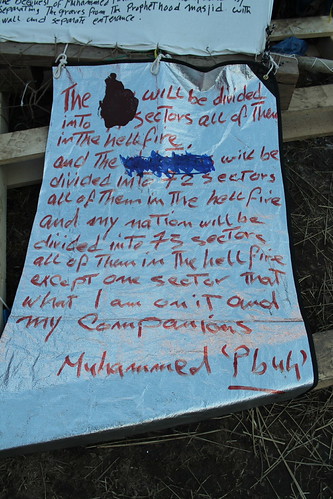 the bequest of Muhammed
separating the graves from the Prophethood masjid with
wall and separate enterance.
The will be divided
into sectors all of Them
in the hellfire.
and the will be
divided into 72 sectors
all of Them in the hellfire
and my nation will be
divided into 73 sectors
all of Them in the hellfire
except one sector that
what I am on it and
my Companions
Muhammed 'Pbuh'